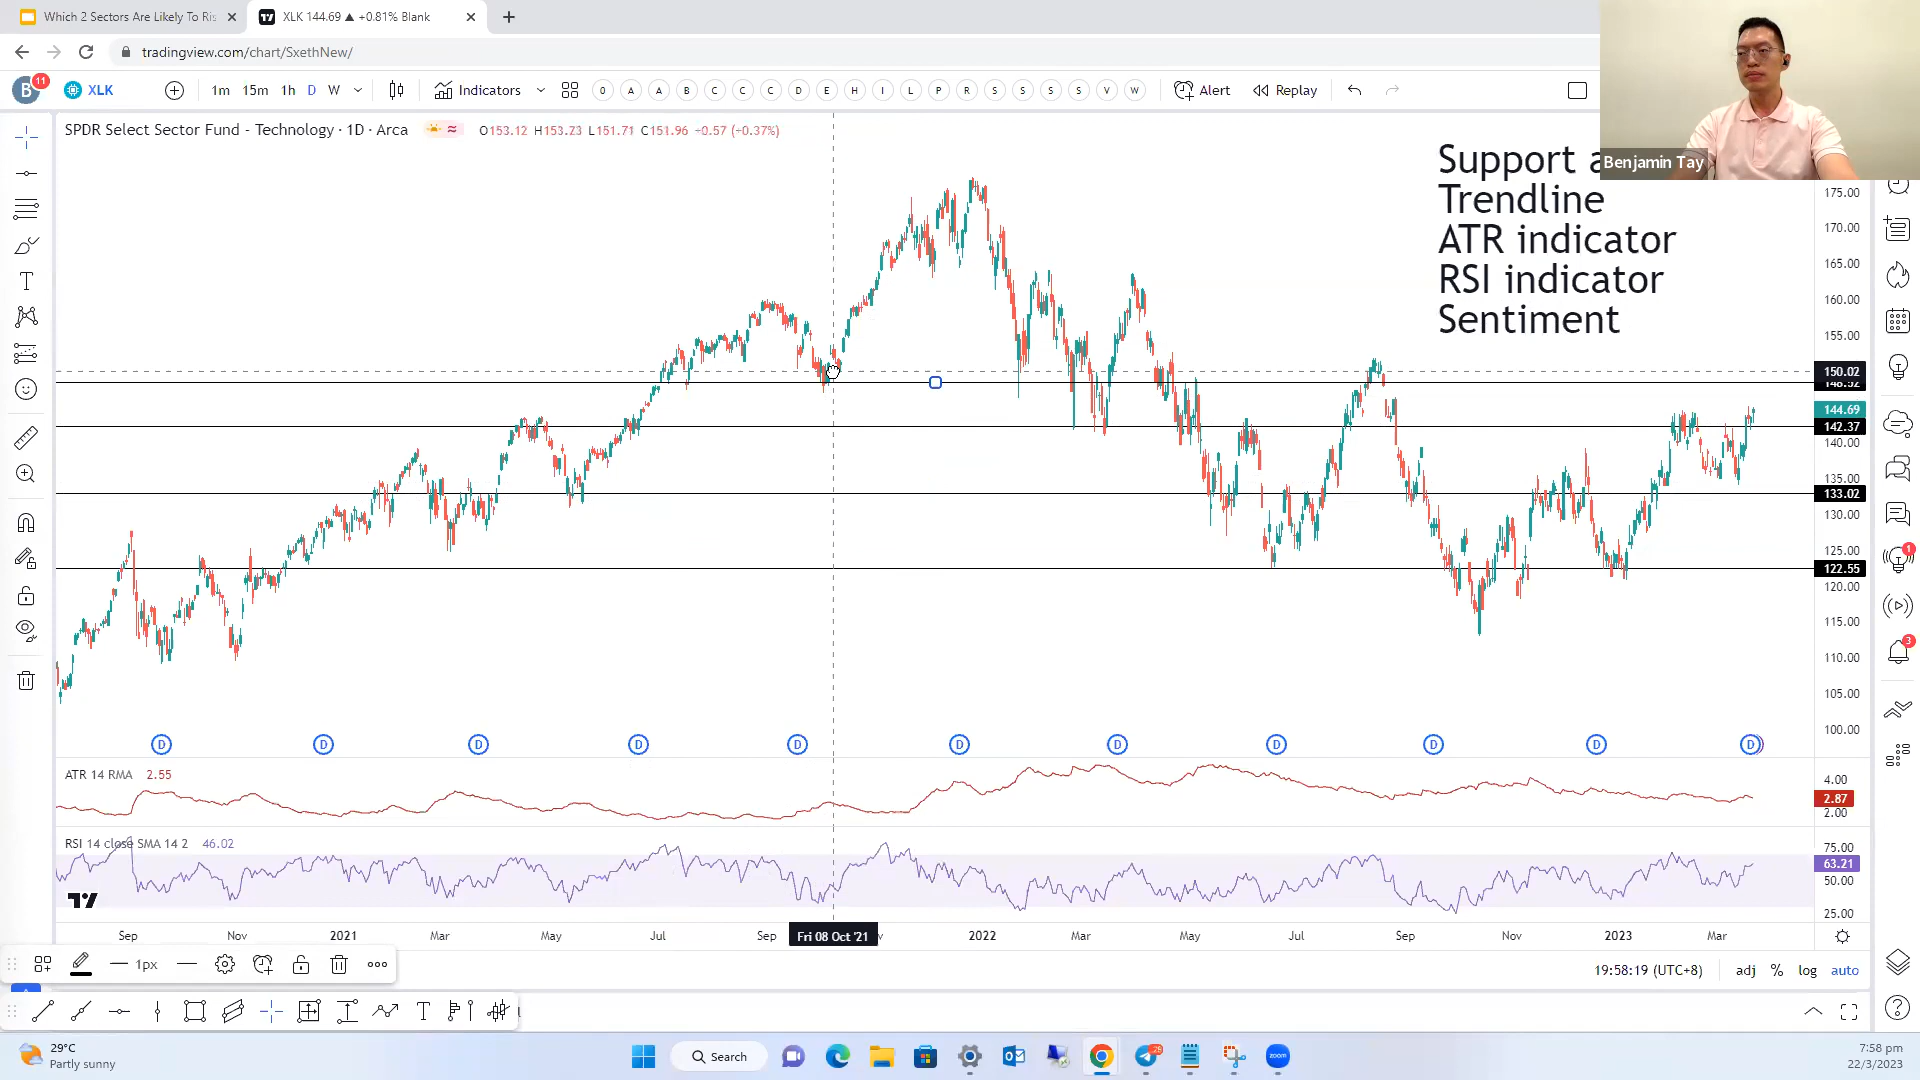 Which 2 Sectors Are Likely To Ris
XLK 144.69 ▲ +0.81% Blank
tradingview.com/chart/SxethNew/
B 11 XLK 1m 15m 1h D W Indicators O A A B C C C D E H I L P R S S S S V W Alert Replay
SPDR Select Sector Fund - Technology · 1D · Arca O153.12 H153.73 L151.71 C151.96 +0.57 (+0.37%)
Support a
Trendline
ATR indicator
RSI indicator
Sentiment
Benjamin Tay
175.00
170.00
165.00
160.00
155.00
150.02
148.52
144.69
142.37
140.00
135.00
133.02
130.00
125.00
122.55
120.00
115.00
110.00
105.00
100.00
D D D D D D D D D D D
ATR 14 RMA 2.55
4.00
2.87
2.00
RSI 14 close SMA 14 2 46.02
75.00
63.21
50.00
25.00
Sep Nov 2021 Mar May Jul Sep Fri 08 Oct '21 2022 Mar May Jul Sep Nov 2023 Mar
1px
19:58:19 (UTC+8) adj % log auto
29°C
Partly sunny
Search
zoom
7:58 pm
22/3/2023